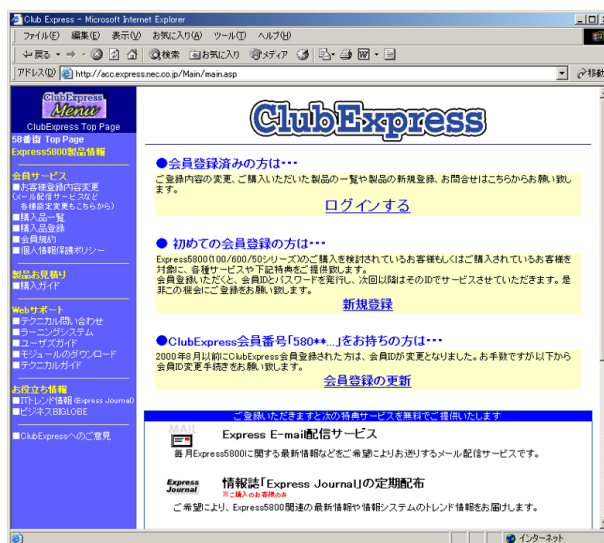 Club Express - Microsoft Internet Explorer
ファイル(F) 編集(E) 表示(V) お気に入り(A) ツール(T) ヘルプ(H)
戻る 検索 お気に入り メディア
アドレス(D) http://acc.express.nec.co.jp/Main/main.asp 移動
ClubExpress
Menu
ClubExpress Top Page
58番街 Top Page
Express5800製品情報
会員サービス
■お客様登録内容変更
(メール配信サービスなど
各種設定変更もこちらから)
■購入品一覧
■購入品登録
■会員規約
■個人情報保護ポリシー
製品お見積り
■購入ガイド
Webサポート
■テクニカル問い合わせ
■ラーニングシステム
■ユーザズガイド
■モジュールのダウンロード
■テクニカルガイド
お役立ち情報
■ITトレンド情報(Express Journal)
■ビジネスBIGLOBE
■ClubExpressへのご意見
ClubExpress
●会員登録済みの方は･･･
ご登録内容の変更、ご購入いただいた製品の一覧や製品の新規登録、お問合せはこちらからお願い致し
ます。
ログインする
● 初めての会員登録の方は･･･
Express5800(100/600/50シリーズ)のご購入を検討されているお客様もしくはご購入されているお客様を
対象に、各種サービスや下記特典をご提供致します。
会員登録いただくと、会員IDとパスワードを発行し、次回以降はそのIDでサービスさせていただきます。是
非この機会にご登録をお願い致します。
新規登録
●ClubExpress会員番号｢580**...｣をお持ちの方は･･･
2000年8月以前にClubExpress会員登録された方は、会員IDが変更となりました。お手数ですが以下から
会員ID変更手続きをお願い致します。
会員登録の更新
ご登録いただきますと次の特典サービスを無料でご提供いたします
MAIL
Express E-mail配信サービス
毎月Express5800に関する最新情報などをご希望によりお送りするメール配信サービスです。
Express
Journal
情報誌｢Express Journal｣の定期配布
※ご購入のお客様のみ
ご希望により、Express5800関連の最新情報や情報システムのトレンド情報をお届けします。
インターネット